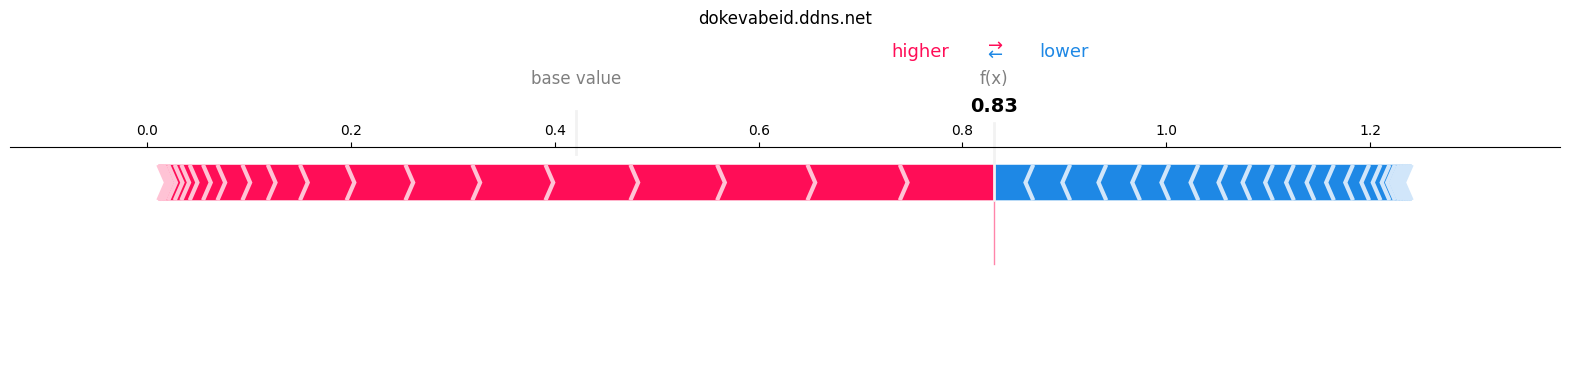 dokevabeid.ddns.net
higher ⇄ lower
base value f(x)
0.83
0.0 0.2 0.4 0.6 0.8 1.0 1.2